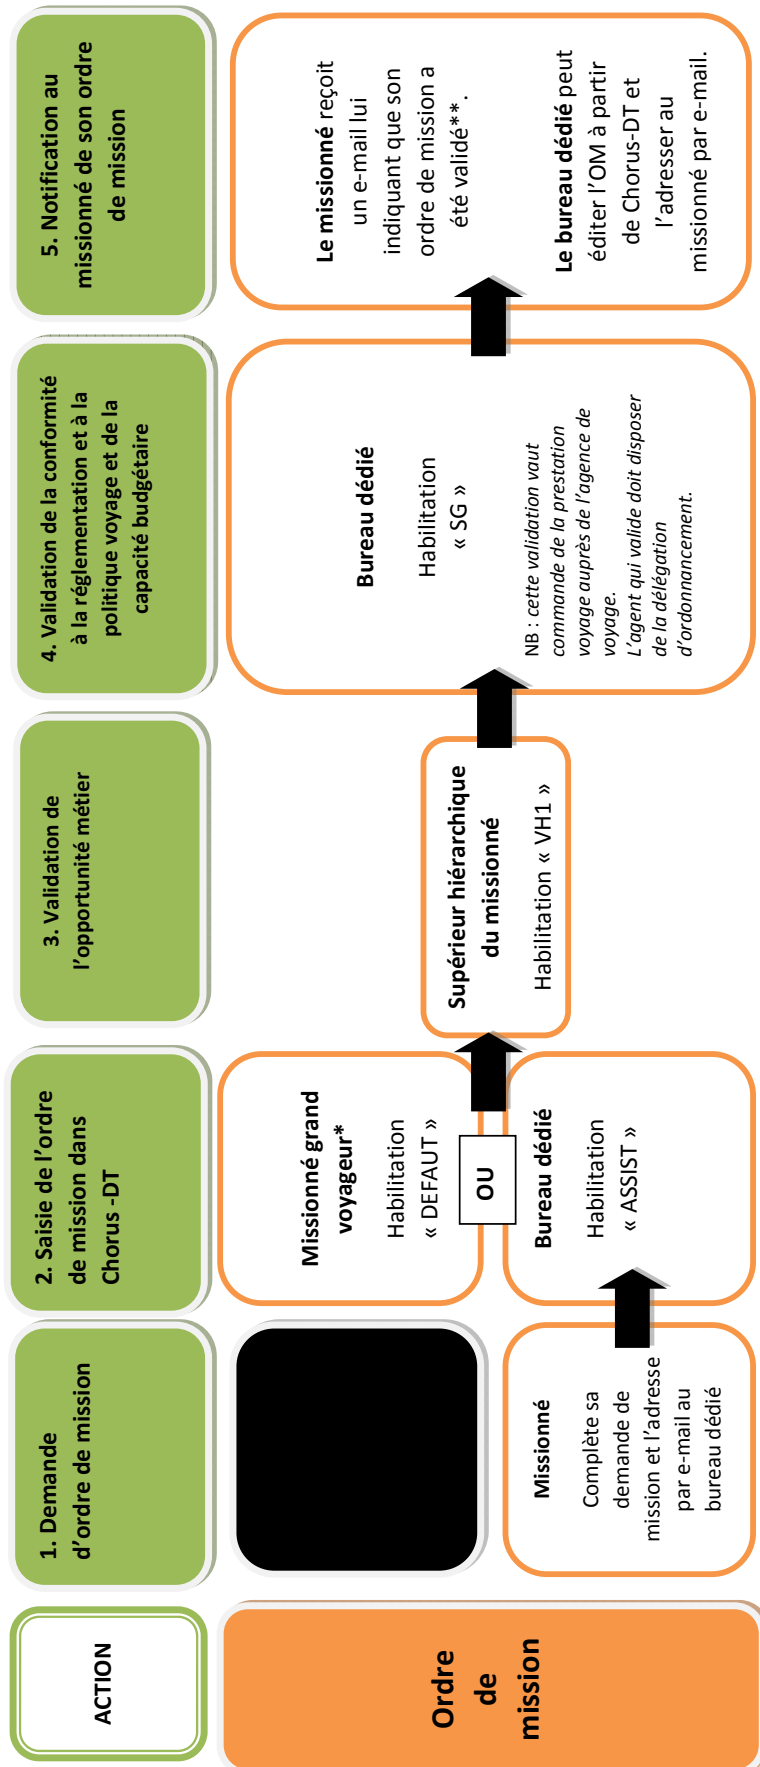 ACTION
1. Demande
d'ordre de mission
2. Saisie de l'ordre
de mission dans
Chorus -DT
3. Validation de
l'opportunité métier
4. Validation de la conformité
à la réglementation et à la
politique voyage et de la
capacité budgétaire
5. Notification au
missionné de son ordre
de mission
Ordre
de
mission
Missionné
Complète sa
demande de
mission et l'adresse
par e-mail au
bureau dédié
Missionné grand
voyageur*
Habilitation
« DEFAUT »
OU
Bureau dédié
Habilitation
« ASSIST »
Supérieur hiérarchique
du missionné
Habilitation « VH1 »
Bureau dédié
Habilitation
« SG »
NB : cette validation vaut
commande de la prestation
voyage auprès de l'agence de
voyage.
L'agent qui valide doit disposer
de la délégation
d'ordonnancement.
Le missionné reçoit
un e-mail lui
indiquant que son
ordre de mission a
été validé**.
Le bureau dédié peut
éditer l'OM à partir
de Chorus-DT et
l'adresser au
missionné par e-mail.